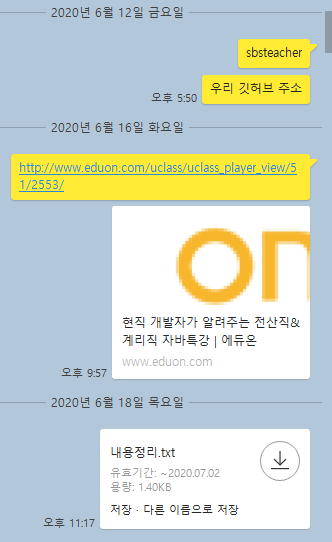 2020년 6월 12일 금요일
sbsteacher
우리 깃허브 주소
오후 5:50
2020년 6월 16일 화요일
http://www.eduon.com/uclass/uclass_player_view/5
1/2553/
on
현직 개발자가 알려주는 전산직&
계리직 자바특강 | 에듀온
www.eduon.com
오후 9:57
2020년 6월 18일 목요일
내용정리.txt
유효기간: ~2020.07.02
용량: 1.40KB
저장 · 다른 이름으로 저장
오후 11:17